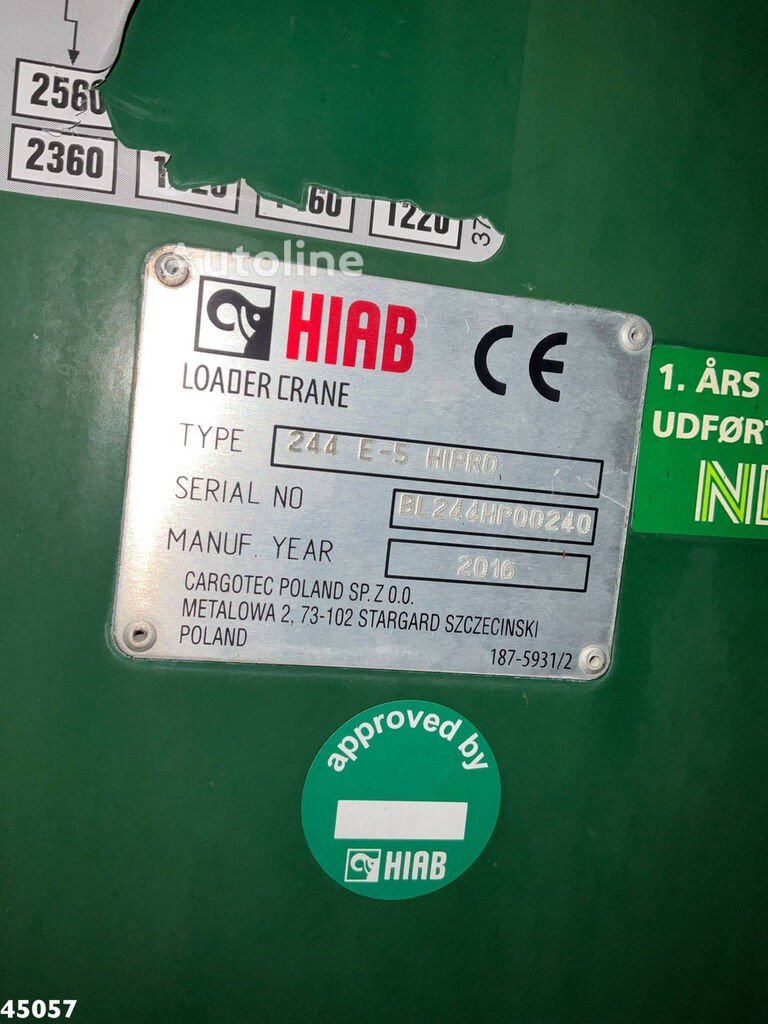 2560
2360
1220
37
Autoline
HIAB
CE
LOADER CRANE
TYPE 244 E-5 HIPRO
SERIAL NO BL244HP00240
MANUF. YEAR 2016
CARGOTEC POLAND SP. Z O.O.
METALOWA 2, 73-102 STARGARD SZCZECINSKI
POLAND
187-5931/2
1. ÅRS
UDFØRT
approved by
HIAB
45057